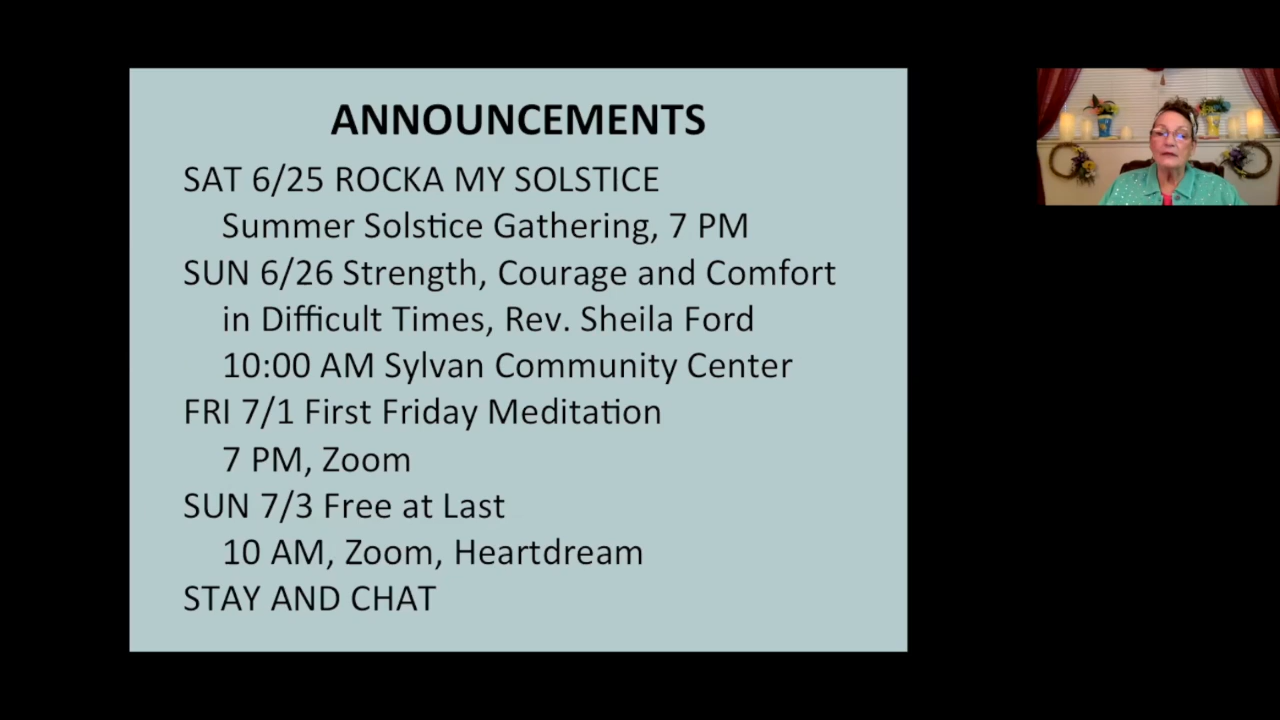 ANNOUNCEMENTS
SAT 6/25 ROCKA MY SOLSTICE
Summer Solstice Gathering, 7 PM
SUN 6/26 Strength, Courage and Comfort
in Difficult Times, Rev. Sheila Ford
10:00 AM Sylvan Community Center
FRI 7/1 First Friday Meditation
7 PM, Zoom
SUN 7/3 Free at Last
10 AM, Zoom, Heartdream
STAY AND CHAT